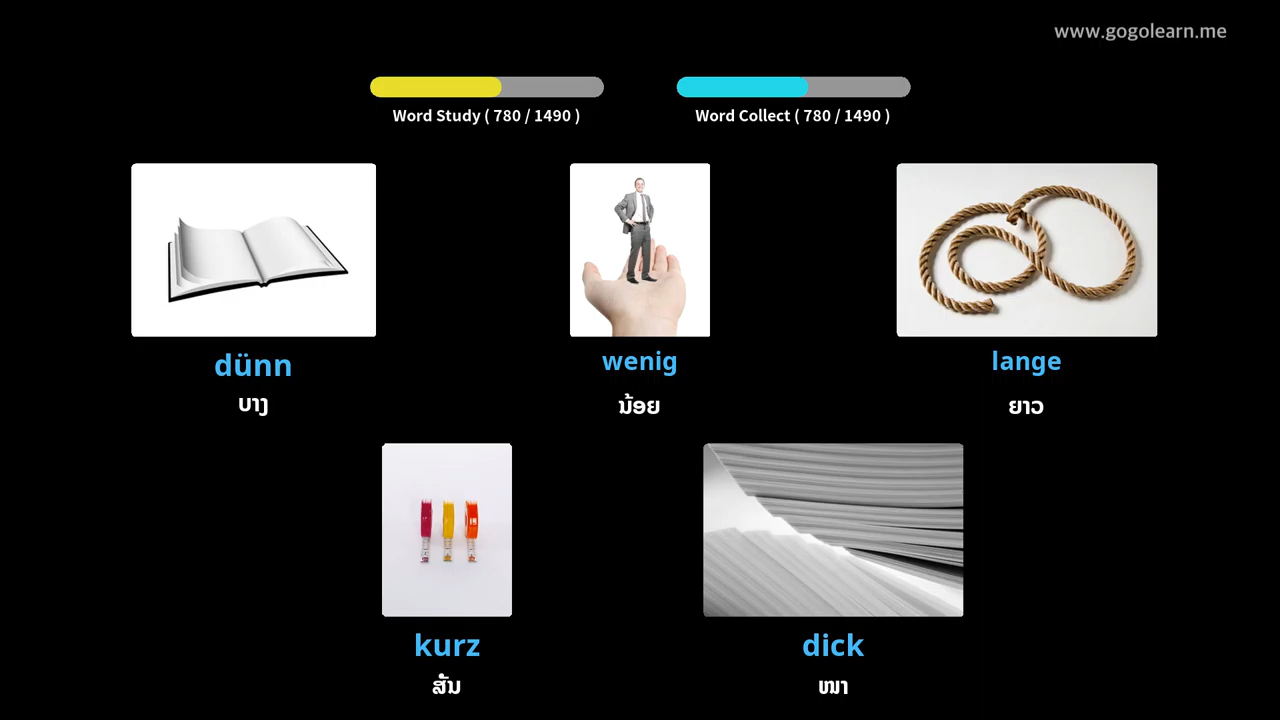 www.gogolearn.me
Word Study ( 780 / 1490 )
Word Collect ( 780 / 1490 )
dünn
ບາງ
wenig
ນ້ອຍ
lange
ຍາວ
kurz
ສັ້ນ
dick
ໜາ